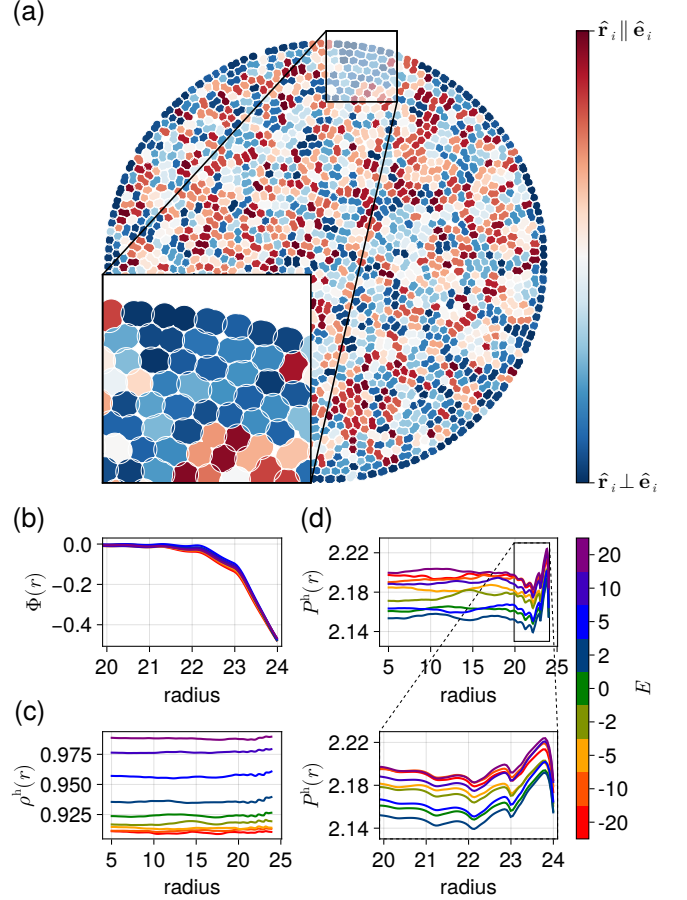 (a)
r̂ᵢ ∥ êᵢ
r̂ᵢ ⊥ êᵢ
(b)
0.0
−0.2
−0.4
Φ(r)
20 21 22 23 24
radius
(c)
0.975
0.950
0.925
ρʰ(r)
5 10 15 20 25
radius
(d)
2.22
2.18
2.14
Pʰ(r)
5 10 15 20 25
radius
2.22
2.18
2.14
Pʰ(r)
20 21 22 23 24
radius
20
10
5
2
0
-2
-5
-10
-20
E